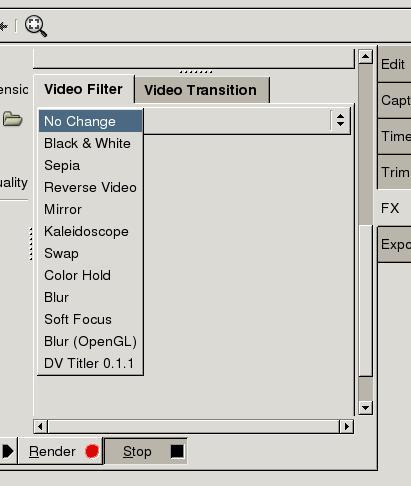 Edit
ensic
Video Filter Video Transition
Capt
No Change
Black & White
Time
Sepia
Trim
uality
Reverse Video
Mirror
FX
Kaleidoscope
Swap
Expo
Color Hold
Blur
Soft Focus
Blur (OpenGL)
DV Titler 0.1.1
Render Stop